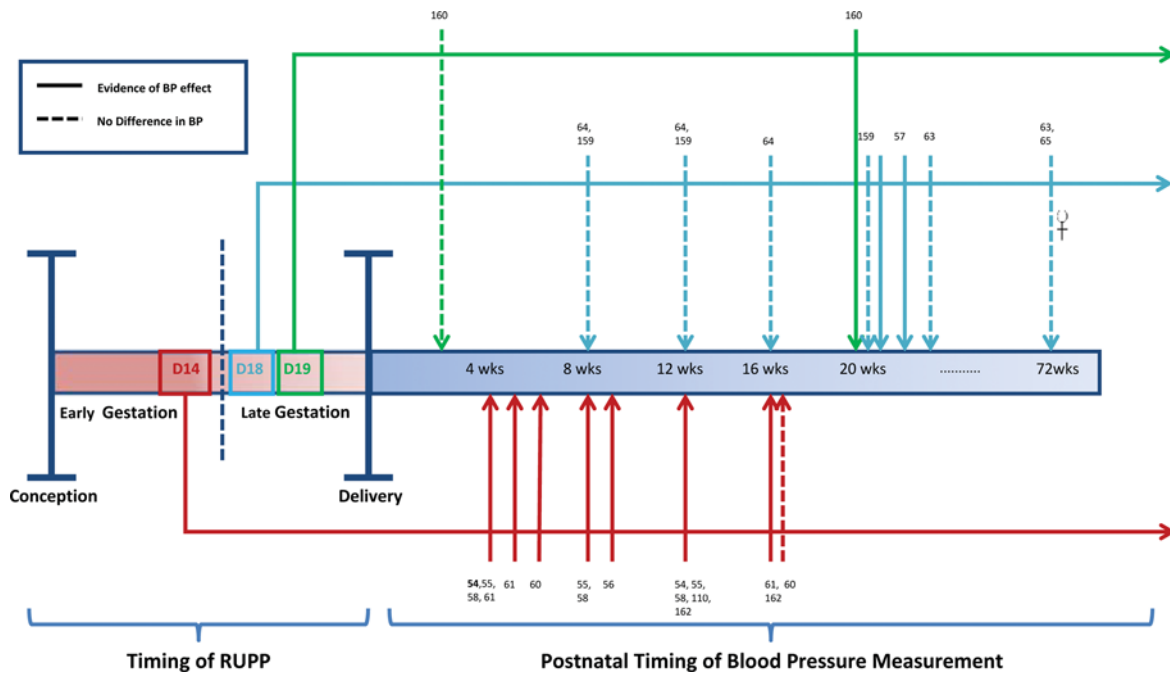 160
160
Evidence of BP effect
No Difference in BP
64,
159
64,
159
64
159
57
63
63,
65
D14
D18
D19
4 wks
8 wks
12 wks
16 wks
20 wks
...........
72wks
Early Gestation
Late Gestation
Conception
Delivery
54,55,
58, 61
61
60
55,
58
56
54, 55,
58, 110,
162
61,
162
60
Timing of RUPP
Postnatal Timing of Blood Pressure Measurement